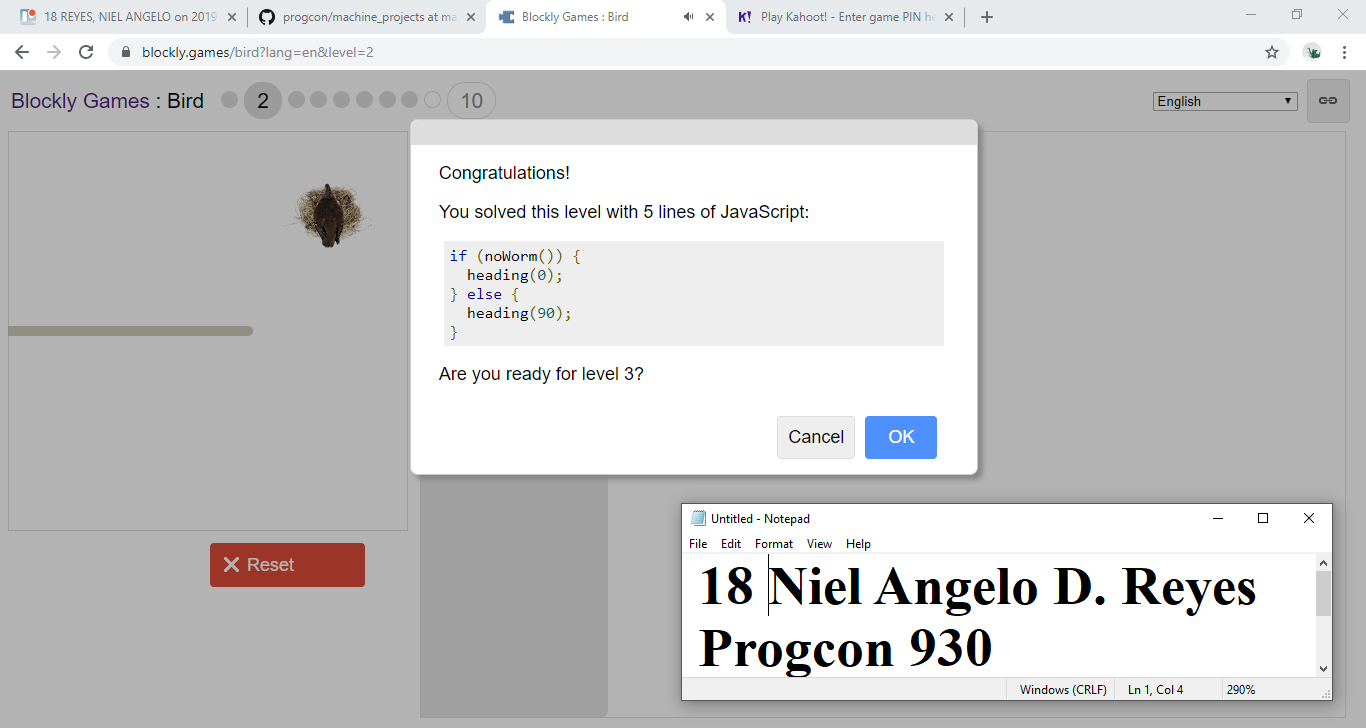 18 REYES, NIEL ANGELO on 2019
progcon/machine_projects at ma
Blockly Games : Bird
K! Play Kahoot! - Enter game PIN he
blockly.games/bird?lang=en&level=2
Blockly Games : Bird 2 10
English
Congratulations!
You solved this level with 5 lines of JavaScript:
if (noWorm()) {
heading(0);
} else {
heading(90);
}
Are you ready for level 3?
Cancel OK
Reset
Untitled - Notepad
File Edit Format View Help
18 Niel Angelo D. Reyes
Progcon 930
Windows (CRLF) Ln 1, Col 4 290%